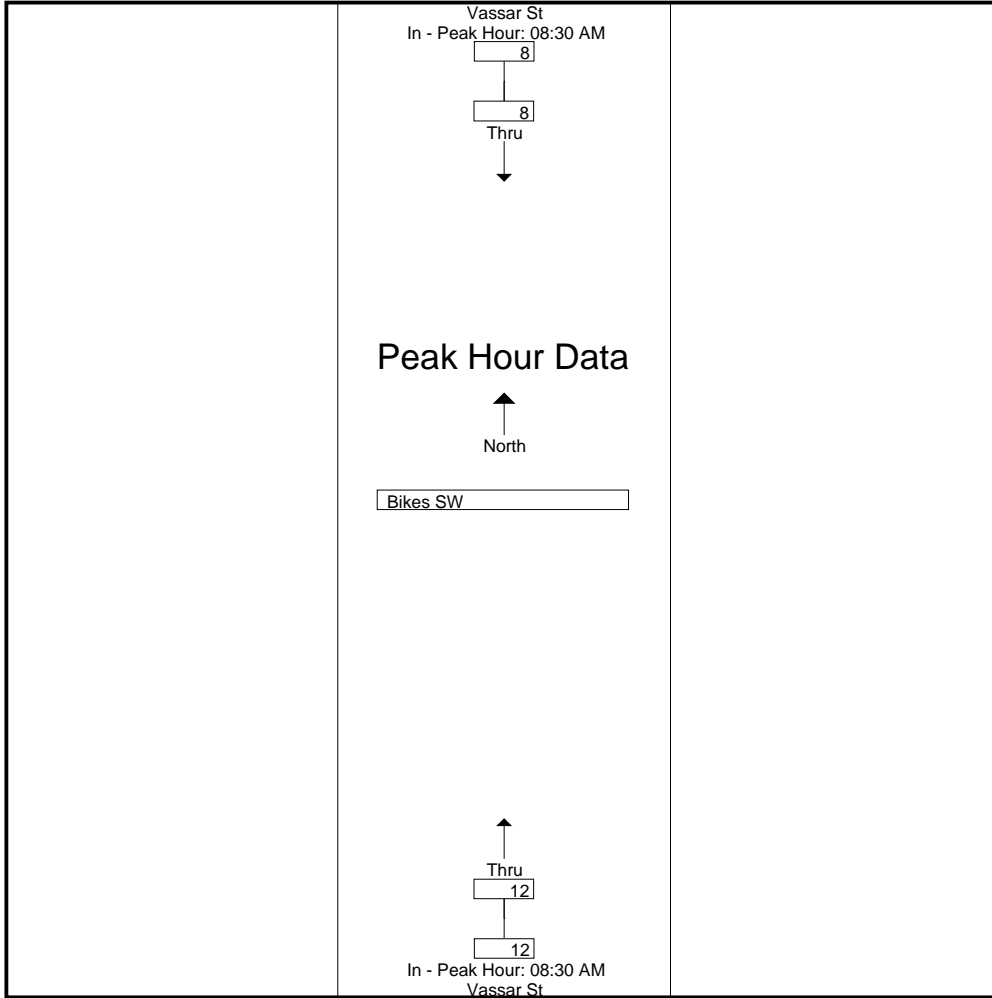 Vassar St
In - Peak Hour: 08:30 AM
8
8
Thru
Peak Hour Data
North
Bikes SW
Thru
12
12
In - Peak Hour: 08:30 AM
Vassar St